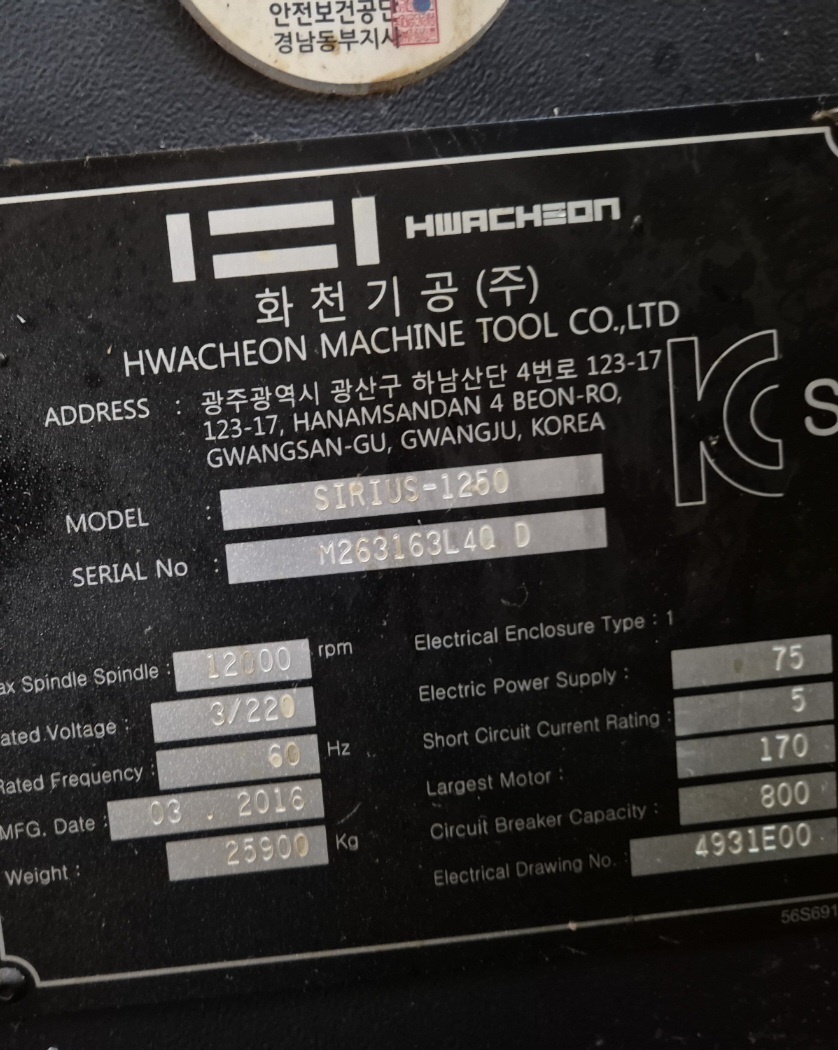 안전보건공단
경남동부지사
HWACHEON
화천기공(주)
HWACHEON MACHINE TOOL CO.,LTD
ADDRESS : 광주광역시 광산구 하남산단 4번로 123-17
123-17, HANAMSANDAN 4 BEON-RO,
GWANGSAN-GU, GWANGJU, KOREA
KC S
MODEL : SIRIUS-1250
SERIAL No : M263163L4Q D
ax Spindle Spindle : 12000 rpm
ated Voltage : 3/220
Rated Frequency : 60 Hz
MFG. Date : 03 . 2016
Weight : 25900 Kg
Electrical Enclosure Type : 1
Electric Power Supply : 75
Short Circuit Current Rating : 5
Largest Motor : 170
Circuit Breaker Capacity : 800
Electrical Drawing No. : 4931E00
56S691